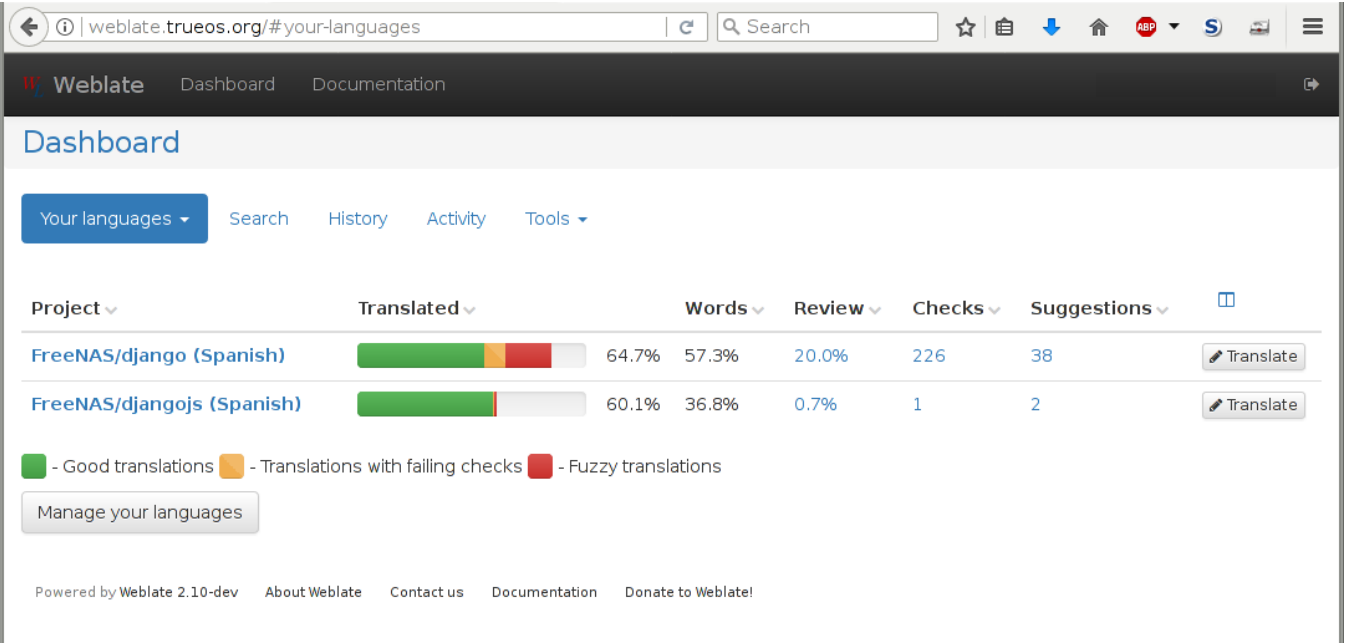 weblate.trueos.org/#your-languages Search ABP S)
W Weblate Dashboard Documentation
Dashboard
Your languages Search History Activity Tools
Project Translated Words Review Checks Suggestions
FreeNAS/django (Spanish) 64.7% 57.3% 20.0% 226 38 Translate
FreeNAS/djangojs (Spanish) 60.1% 36.8% 0.7% 1 2 Translate
- Good translations - Translations with failing checks - Fuzzy translations
Manage your languages
Powered by Weblate 2.10-dev About Weblate Contact us Documentation Donate to Weblate!